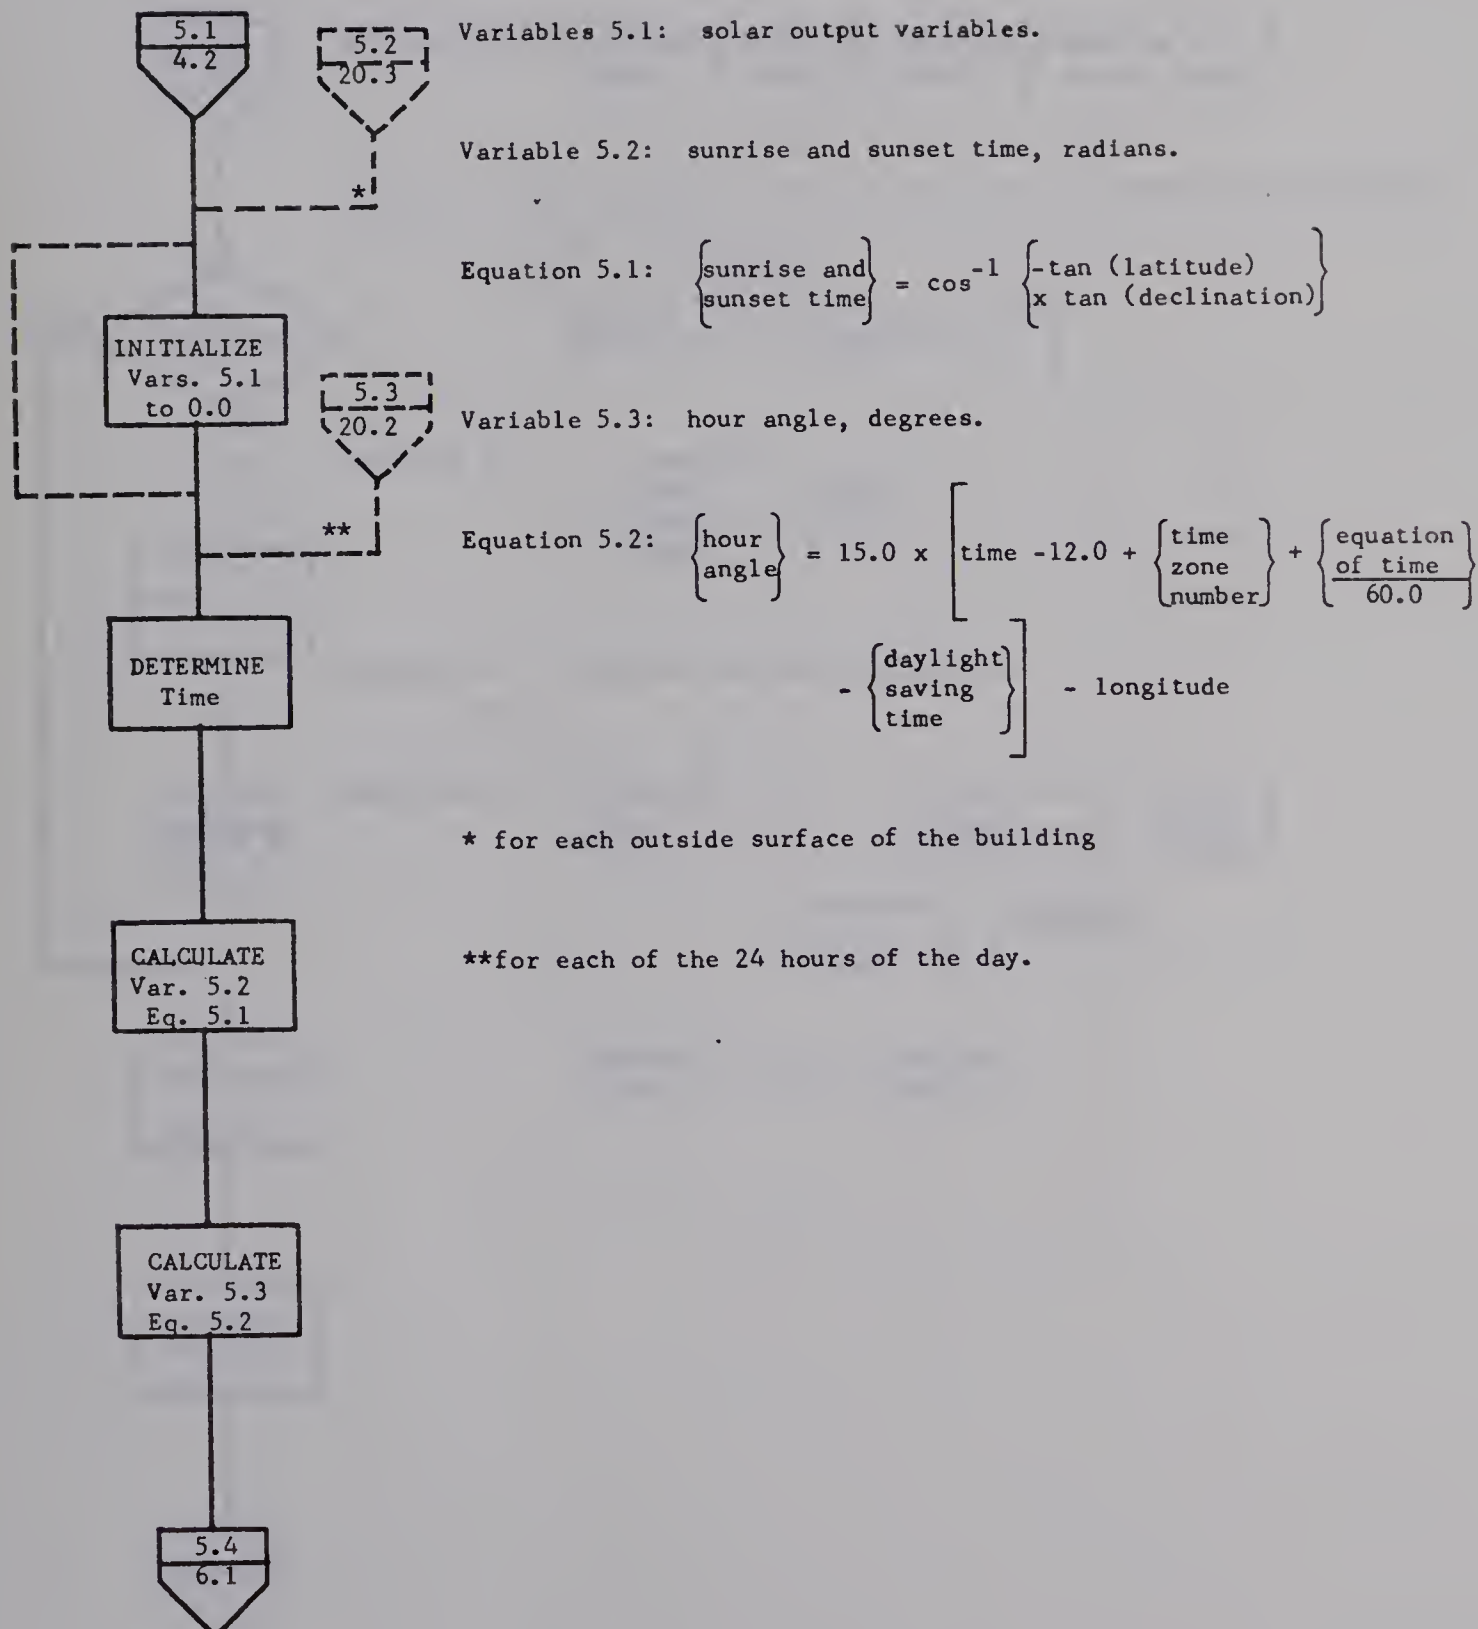 5.1
4.2
5.2
20.3
Variables 5.1: solar output variables.
Variable 5.2: sunrise and sunset time, radians.
*
Equation 5.1: {sunrise and sunset time} = cos^-1 {-tan (latitude) x tan (declination)}
INITIALIZE
Vars. 5.1
to 0.0
5.3
20.2
Variable 5.3: hour angle, degrees.
**
Equation 5.2: {hour angle} = 15.0 x [time -12.0 + {time zone number} + {equation of time / 60.0}
- {daylight saving time}] - longitude
DETERMINE
Time
* for each outside surface of the building
CALCULATE
Var. 5.2
Eq. 5.1
**for each of the 24 hours of the day.
CALCULATE
Var. 5.3
Eq. 5.2
5.4
6.1